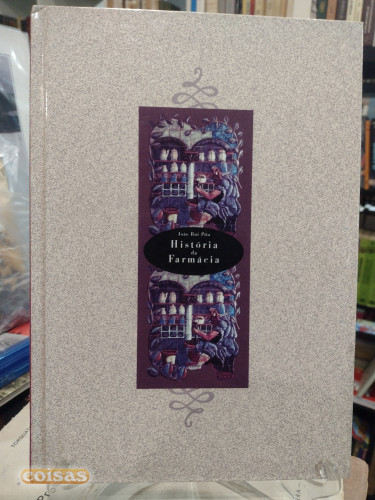 João Rui Pita
História
da
Farmácia
coisas